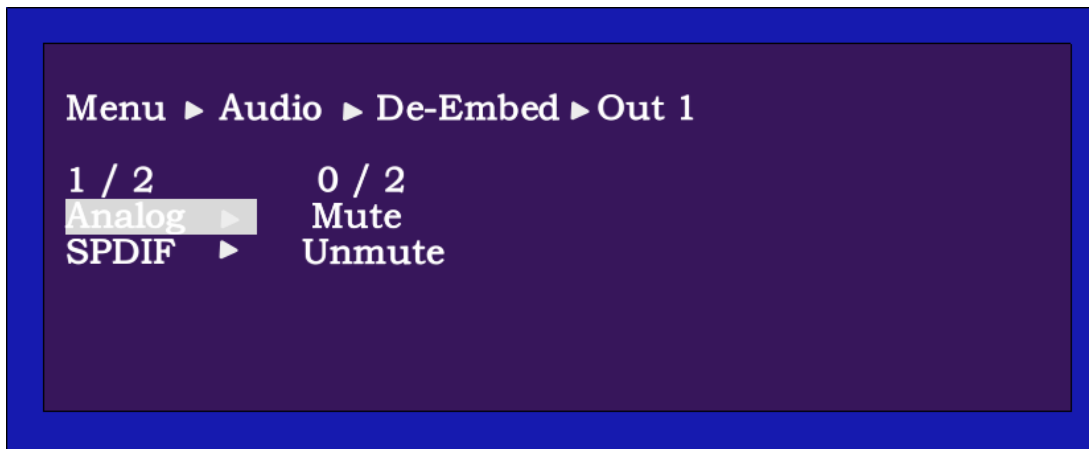 Menu ▶ Audio ▶ De-Embed ▶ Out 1
1 / 2 0 / 2
Analog ▶ Mute
SPDIF ▶ Unmute